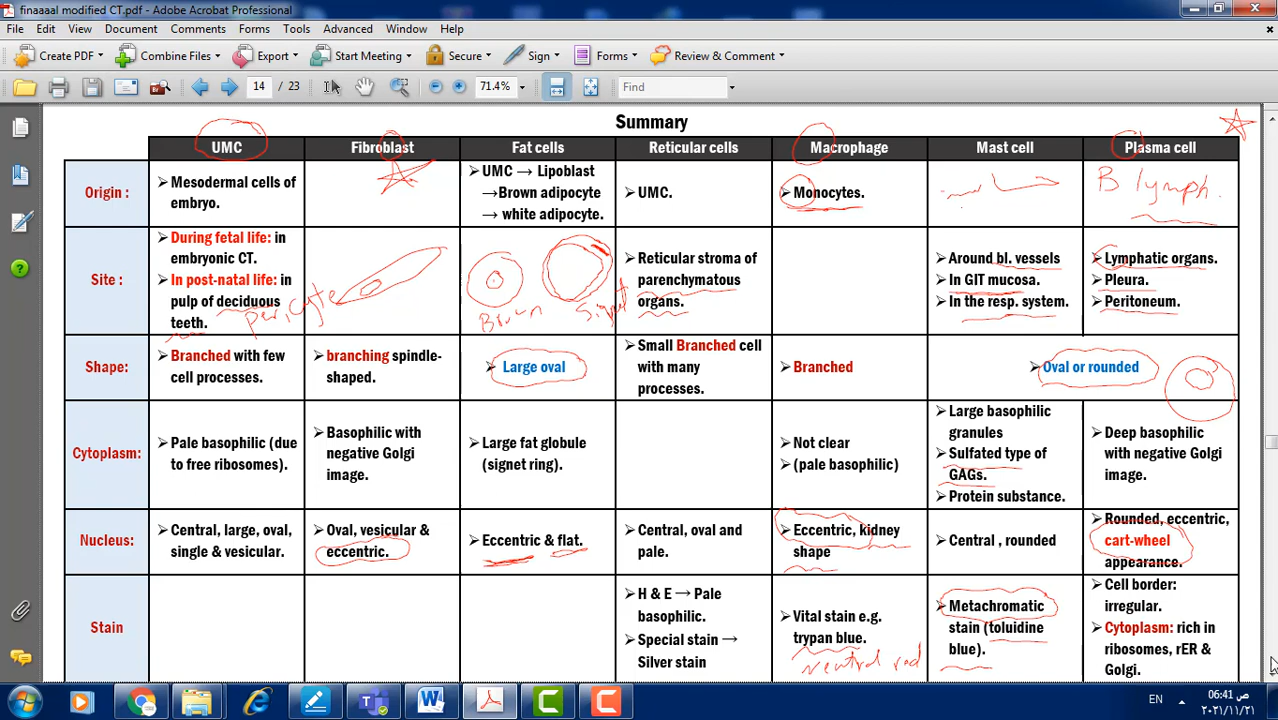 finaaaal modified CT.pdf - Adobe Acrobat Professional
File Edit View Document Comments Forms Tools Advanced Window Help
Create PDF Combine Files Export Start Meeting Secure Sign Forms Review & Comment
14 / 23 71.4% Find
Summary
UMC Fibroblast Fat cells Reticular cells Macrophage Mast cell Plasma cell
Origin :
Mesodermal cells of
embryo.
UMC → Lipoblast
→Brown adipocyte
→ white adipocyte.
UMC.
Monocytes.
B lymph.
Site :
During fetal life: in
embryonic CT.
In post-natal life: in
pulp of deciduous
teeth.
pericyte
Brown
Signet
Reticular stroma of
parenchymatous
organs.
Around bl. vessels
In GIT mucosa.
In the resp. system.
Lymphatic organs.
Pleura.
Peritoneum.
Shape:
Branched with few
cell processes.
branching spindle-
shaped.
Large oval
Small Branched cell
with many
processes.
Branched
Oval or rounded
Cytoplasm:
Pale basophilic (due
to free ribosomes).
Basophilic with
negative Golgi
image.
Large fat globule
(signet ring).
Not clear
(pale basophilic)
Large basophilic
granules
Sulfated type of
GAGs.
Protein substance.
Deep basophilic
with negative Golgi
image.
Nucleus:
Central, large, oval,
single & vesicular.
Oval, vesicular &
eccentric.
Eccentric & flat.
Central, oval and
pale.
Eccentric, kidney
shape
Central , rounded
Rounded, eccentric,
cart-wheel
appearance.
Stain
H & E → Pale
basophilic.
Special stain →
Silver stain
Vital stain e.g.
trypan blue.
neutral red
Metachromatic
stain (toluidine
blue).
Cell border:
irregular.
Cytoplasm: rich in
ribosomes, rER &
Golgi.
EN
06:41 ص
٢٠٢١/١١/٢١